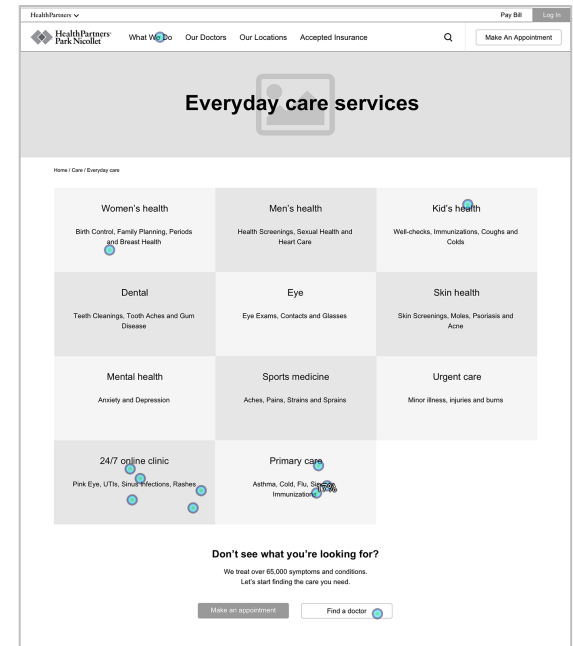 HealthPartners
Pay Bill
Log In
HealthPartners
Park Nicollet
What We Do
Our Doctors
Our Locations
Accepted Insurance
Make An Appointment
Everyday care services
Home / Care / Everyday care
Women's health
Birth Control, Family Planning, Periods
and Breast Health
Men's health
Health Screenings, Sexual Health and
Heart Care
Kid's health
Well-checks, Immunizations, Coughs and
Colds
Dental
Teeth Cleanings, Tooth Aches and Gum
Disease
Eye
Eye Exams, Contacts and Glasses
Skin health
Skin Screenings, Moles, Psoriasis and
Acne
Mental health
Anxiety and Depression
Sports medicine
Aches, Pains, Strains and Sprains
Urgent care
Minor illness, injuries and burns
24/7 online clinic
Pink Eye, UTIs, Sinus Infections, Rashes
Primary care
Asthma, Cold, Flu,
Immunizations
17%
Don't see what you're looking for?
We treat over 65,000 symptoms and conditions.
Let's start finding the care you need.
Make an appointment
Find a doctor